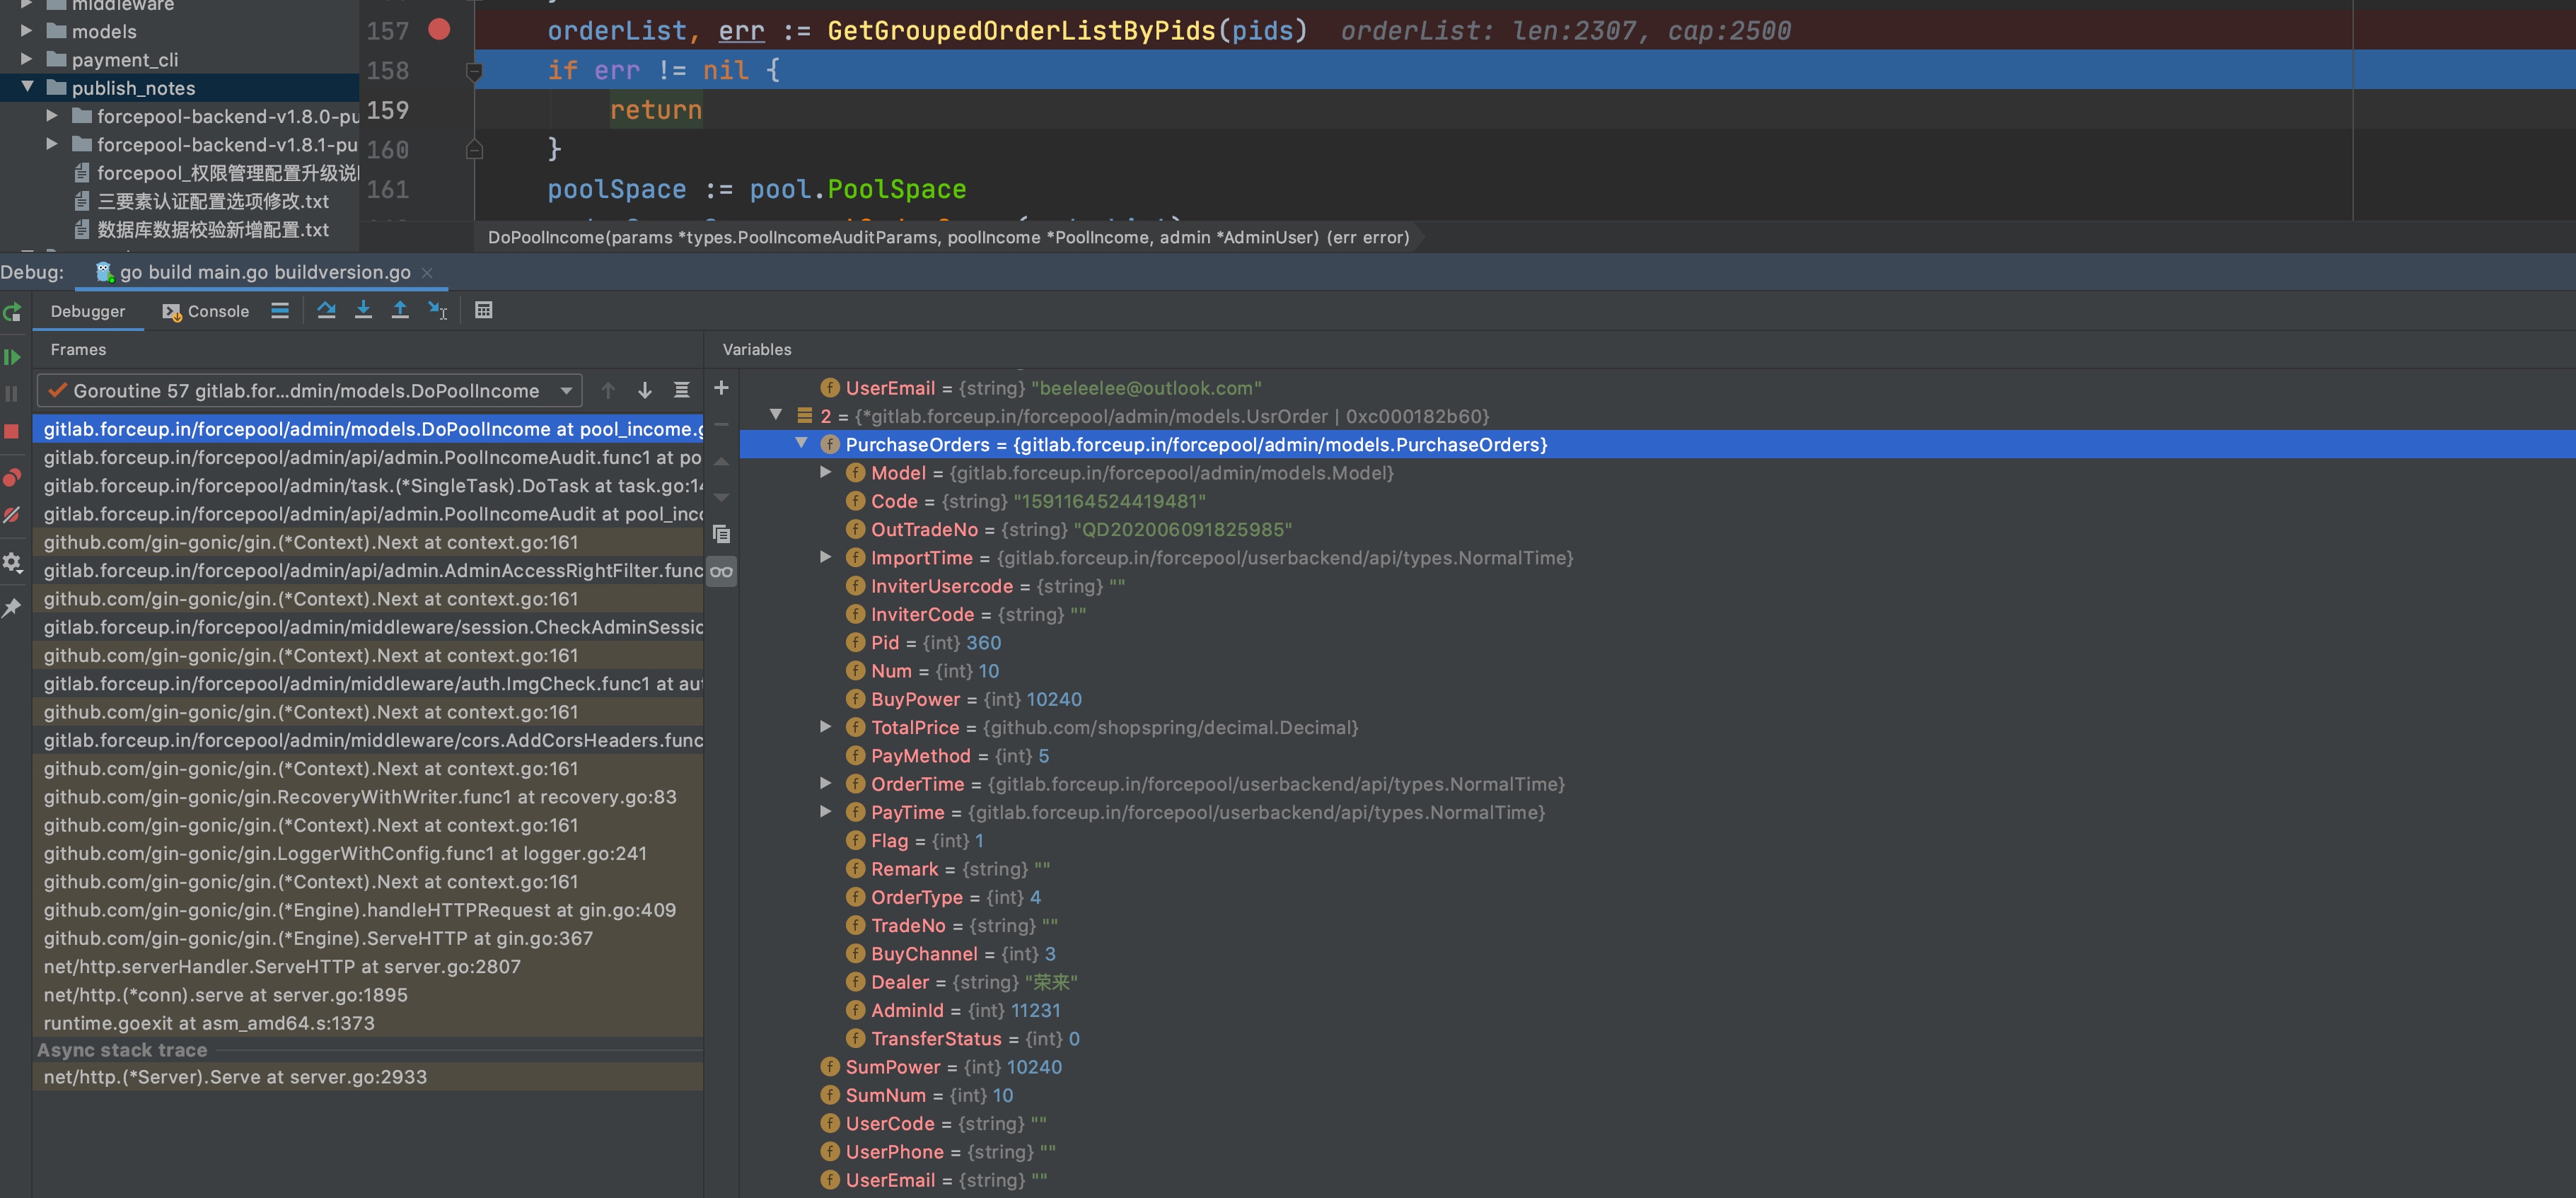 middleware
models
payment_cli
publish_notes
forcepool-backend-v1.8.0-pu
forcepool-backend-v1.8.1-pu
forcepool_权限管理配置升级说
三要素认证配置选项修改.txt
数据库数据校验新增配置.txt
157 orderList, err := GetGroupedOrderListByPids(pids) orderList: len:2307, cap:2500
158 if err != nil {
159 return
160 }
161 poolSpace := pool.PoolSpace
DoPoolIncome(params *types.PoolIncomeAuditParams, poolIncome *PoolIncome, admin *AdminUser) (err error)
Debug: go build main.go buildversion.go
Debugger Console
Frames
Goroutine 57 gitlab.for...dmin/models.DoPoolIncome
gitlab.forceup.in/forcepool/admin/models.DoPoolIncome at pool_income.g
gitlab.forceup.in/forcepool/admin/api/admin.PoolIncomeAudit.func1 at po
gitlab.forceup.in/forcepool/admin/task.(*SingleTask).DoTask at task.go:14
gitlab.forceup.in/forcepool/admin/api/admin.PoolIncomeAudit at pool_inco
github.com/gin-gonic/gin.(*Context).Next at context.go:161
gitlab.forceup.in/forcepool/admin/api/admin.AdminAccessRightFilter.func
github.com/gin-gonic/gin.(*Context).Next at context.go:161
gitlab.forceup.in/forcepool/admin/middleware/session.CheckAdminSessio
github.com/gin-gonic/gin.(*Context).Next at context.go:161
gitlab.forceup.in/forcepool/admin/middleware/auth.ImgCheck.func1 at au
github.com/gin-gonic/gin.(*Context).Next at context.go:161
gitlab.forceup.in/forcepool/admin/middleware/cors.AddCorsHeaders.func
github.com/gin-gonic/gin.(*Context).Next at context.go:161
github.com/gin-gonic/gin.RecoveryWithWriter.func1 at recovery.go:83
github.com/gin-gonic/gin.(*Context).Next at context.go:161
github.com/gin-gonic/gin.LoggerWithConfig.func1 at logger.go:241
github.com/gin-gonic/gin.(*Context).Next at context.go:161
github.com/gin-gonic/gin.(*Engine).handleHTTPRequest at gin.go:409
github.com/gin-gonic/gin.(*Engine).ServeHTTP at gin.go:367
net/http.serverHandler.ServeHTTP at server.go:2807
net/http.(*conn).serve at server.go:1895
runtime.goexit at asm_amd64.s:1373
Async stack trace
net/http.(*Server).Serve at server.go:2933
Variables
UserEmail = {string} "beeleelee@outlook.com"
2 = {*gitlab.forceup.in/forcepool/admin/models.UsrOrder | 0xc000182b60}
PurchaseOrders = {gitlab.forceup.in/forcepool/admin/models.PurchaseOrders}
Model = {gitlab.forceup.in/forcepool/admin/models.Model}
Code = {string} "1591164524419481"
OutTradeNo = {string} "QD202006091825985"
ImportTime = {gitlab.forceup.in/forcepool/userbackend/api/types.NormalTime}
InviterUsercode = {string} ""
InviterCode = {string} ""
Pid = {int} 360
Num = {int} 10
BuyPower = {int} 10240
TotalPrice = {github.com/shopspring/decimal.Decimal}
PayMethod = {int} 5
OrderTime = {gitlab.forceup.in/forcepool/userbackend/api/types.NormalTime}
PayTime = {gitlab.forceup.in/forcepool/userbackend/api/types.NormalTime}
Flag = {int} 1
Remark = {string} ""
OrderType = {int} 4
TradeNo = {string} ""
BuyChannel = {int} 3
Dealer = {string} "荣来"
AdminId = {int} 11231
TransferStatus = {int} 0
SumPower = {int} 10240
SumNum = {int} 10
UserCode = {string} ""
UserPhone = {string} ""
UserEmail = {string} ""